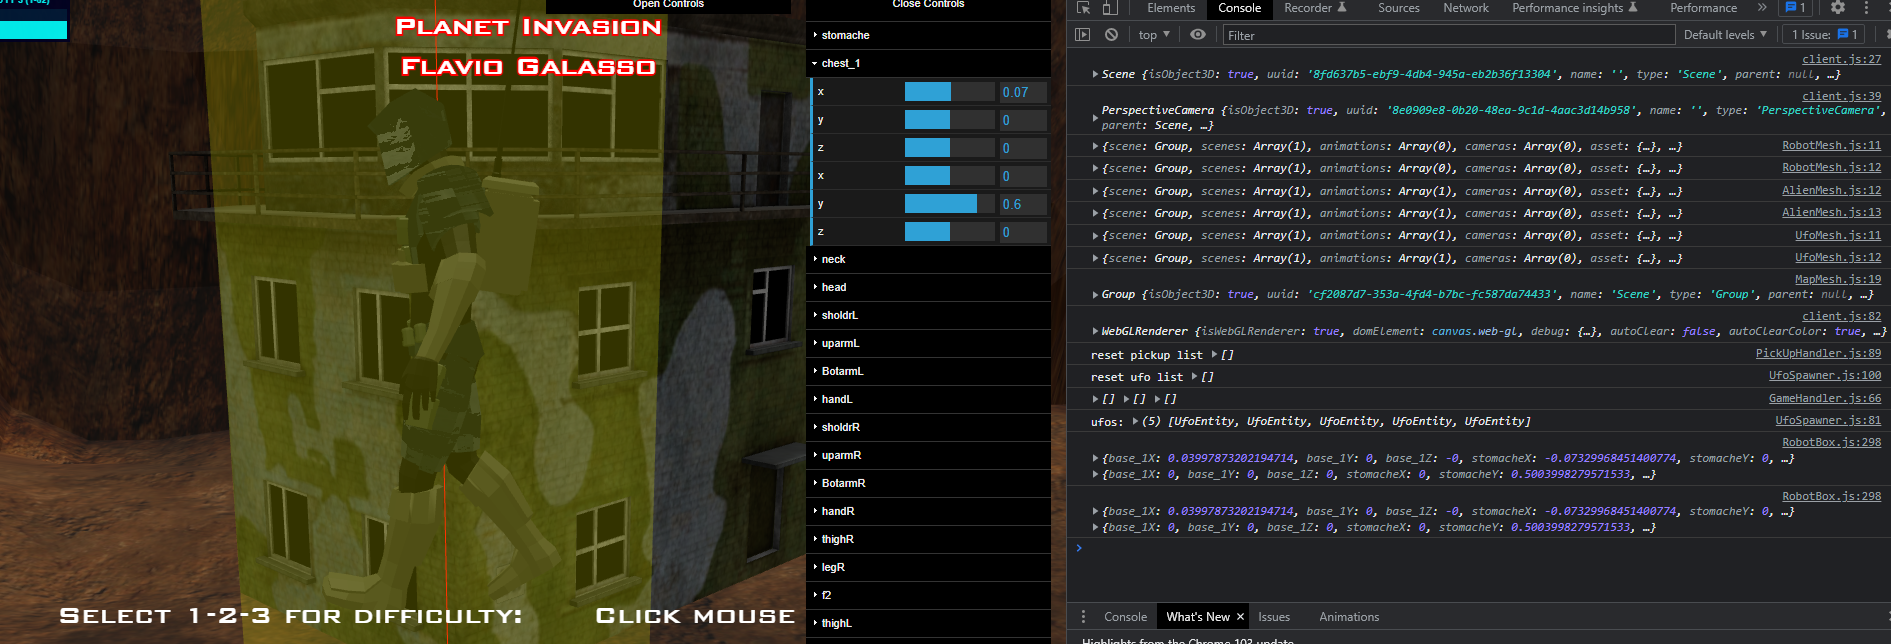 Open Controls
Planet Invasion
Flavio Galasso
Select 1-2-3 for difficulty:
Click mouse
Close Controls
stomache
chest_1
x 0.07
y 0
z 0
x 0
y 0.6
z 0
neck
head
sholdrL
uparmL
BotarmL
handL
sholdrR
uparmR
BotarmR
handR
thighR
legR
f2
thighL
Elements Console Recorder Sources Network Performance insights Performance » 1
top Filter Default levels 1 Issue: 1
client.js:27
Scene {isObject3D: true, uuid: '8fd637b5-ebf9-4db4-945a-eb2b36f13304', name: '', type: 'Scene', parent: null, …}
client.js:39
PerspectiveCamera {isObject3D: true, uuid: '8e0909e8-0b20-48ea-9c1d-4aac3d14b958', name: '', type: 'PerspectiveCamera',
parent: Scene, …}
{scene: Group, scenes: Array(1), animations: Array(0), cameras: Array(0), asset: {…}, …} RobotMesh.js:11
{scene: Group, scenes: Array(1), animations: Array(0), cameras: Array(0), asset: {…}, …} RobotMesh.js:12
{scene: Group, scenes: Array(1), animations: Array(1), cameras: Array(0), asset: {…}, …} AlienMesh.js:12
{scene: Group, scenes: Array(1), animations: Array(1), cameras: Array(0), asset: {…}, …} AlienMesh.js:13
{scene: Group, scenes: Array(1), animations: Array(1), cameras: Array(0), asset: {…}, …} UfoMesh.js:11
{scene: Group, scenes: Array(1), animations: Array(1), cameras: Array(0), asset: {…}, …} UfoMesh.js:12
MapMesh.js:19
Group {isObject3D: true, uuid: 'cf2087d7-353a-4fd4-b7bc-fc587da74433', name: 'Scene', type: 'Group', parent: null, …}
client.js:82
WebGLRenderer {isWebGLRenderer: true, domElement: canvas.web-gl, debug: {…}, autoClear: false, autoClearColor: true, …}
reset pickup list [] PickUpHandler.js:89
reset ufo list [] UfoSpawner.js:100
[] [] [] GameHandler.js:66
ufos: (5) [UfoEntity, UfoEntity, UfoEntity, UfoEntity, UfoEntity] UfoSpawner.js:81
RobotBox.js:298
{base_1X: 0.03997873202194714, base_1Y: 0, base_1Z: -0, stomacheX: -0.07329968451400774, stomacheY: 0, …}
{base_1X: 0, base_1Y: 0, base_1Z: 0, stomacheX: 0, stomacheY: 0.5003998279571533, …}
RobotBox.js:298
{base_1X: 0.03997873202194714, base_1Y: 0, base_1Z: -0, stomacheX: -0.07329968451400774, stomacheY: 0, …}
{base_1X: 0, base_1Y: 0, base_1Z: 0, stomacheX: 0, stomacheY: 0.5003998279571533, …}
Console What's New × Issues Animations
Highlights from the Chrome 103 update